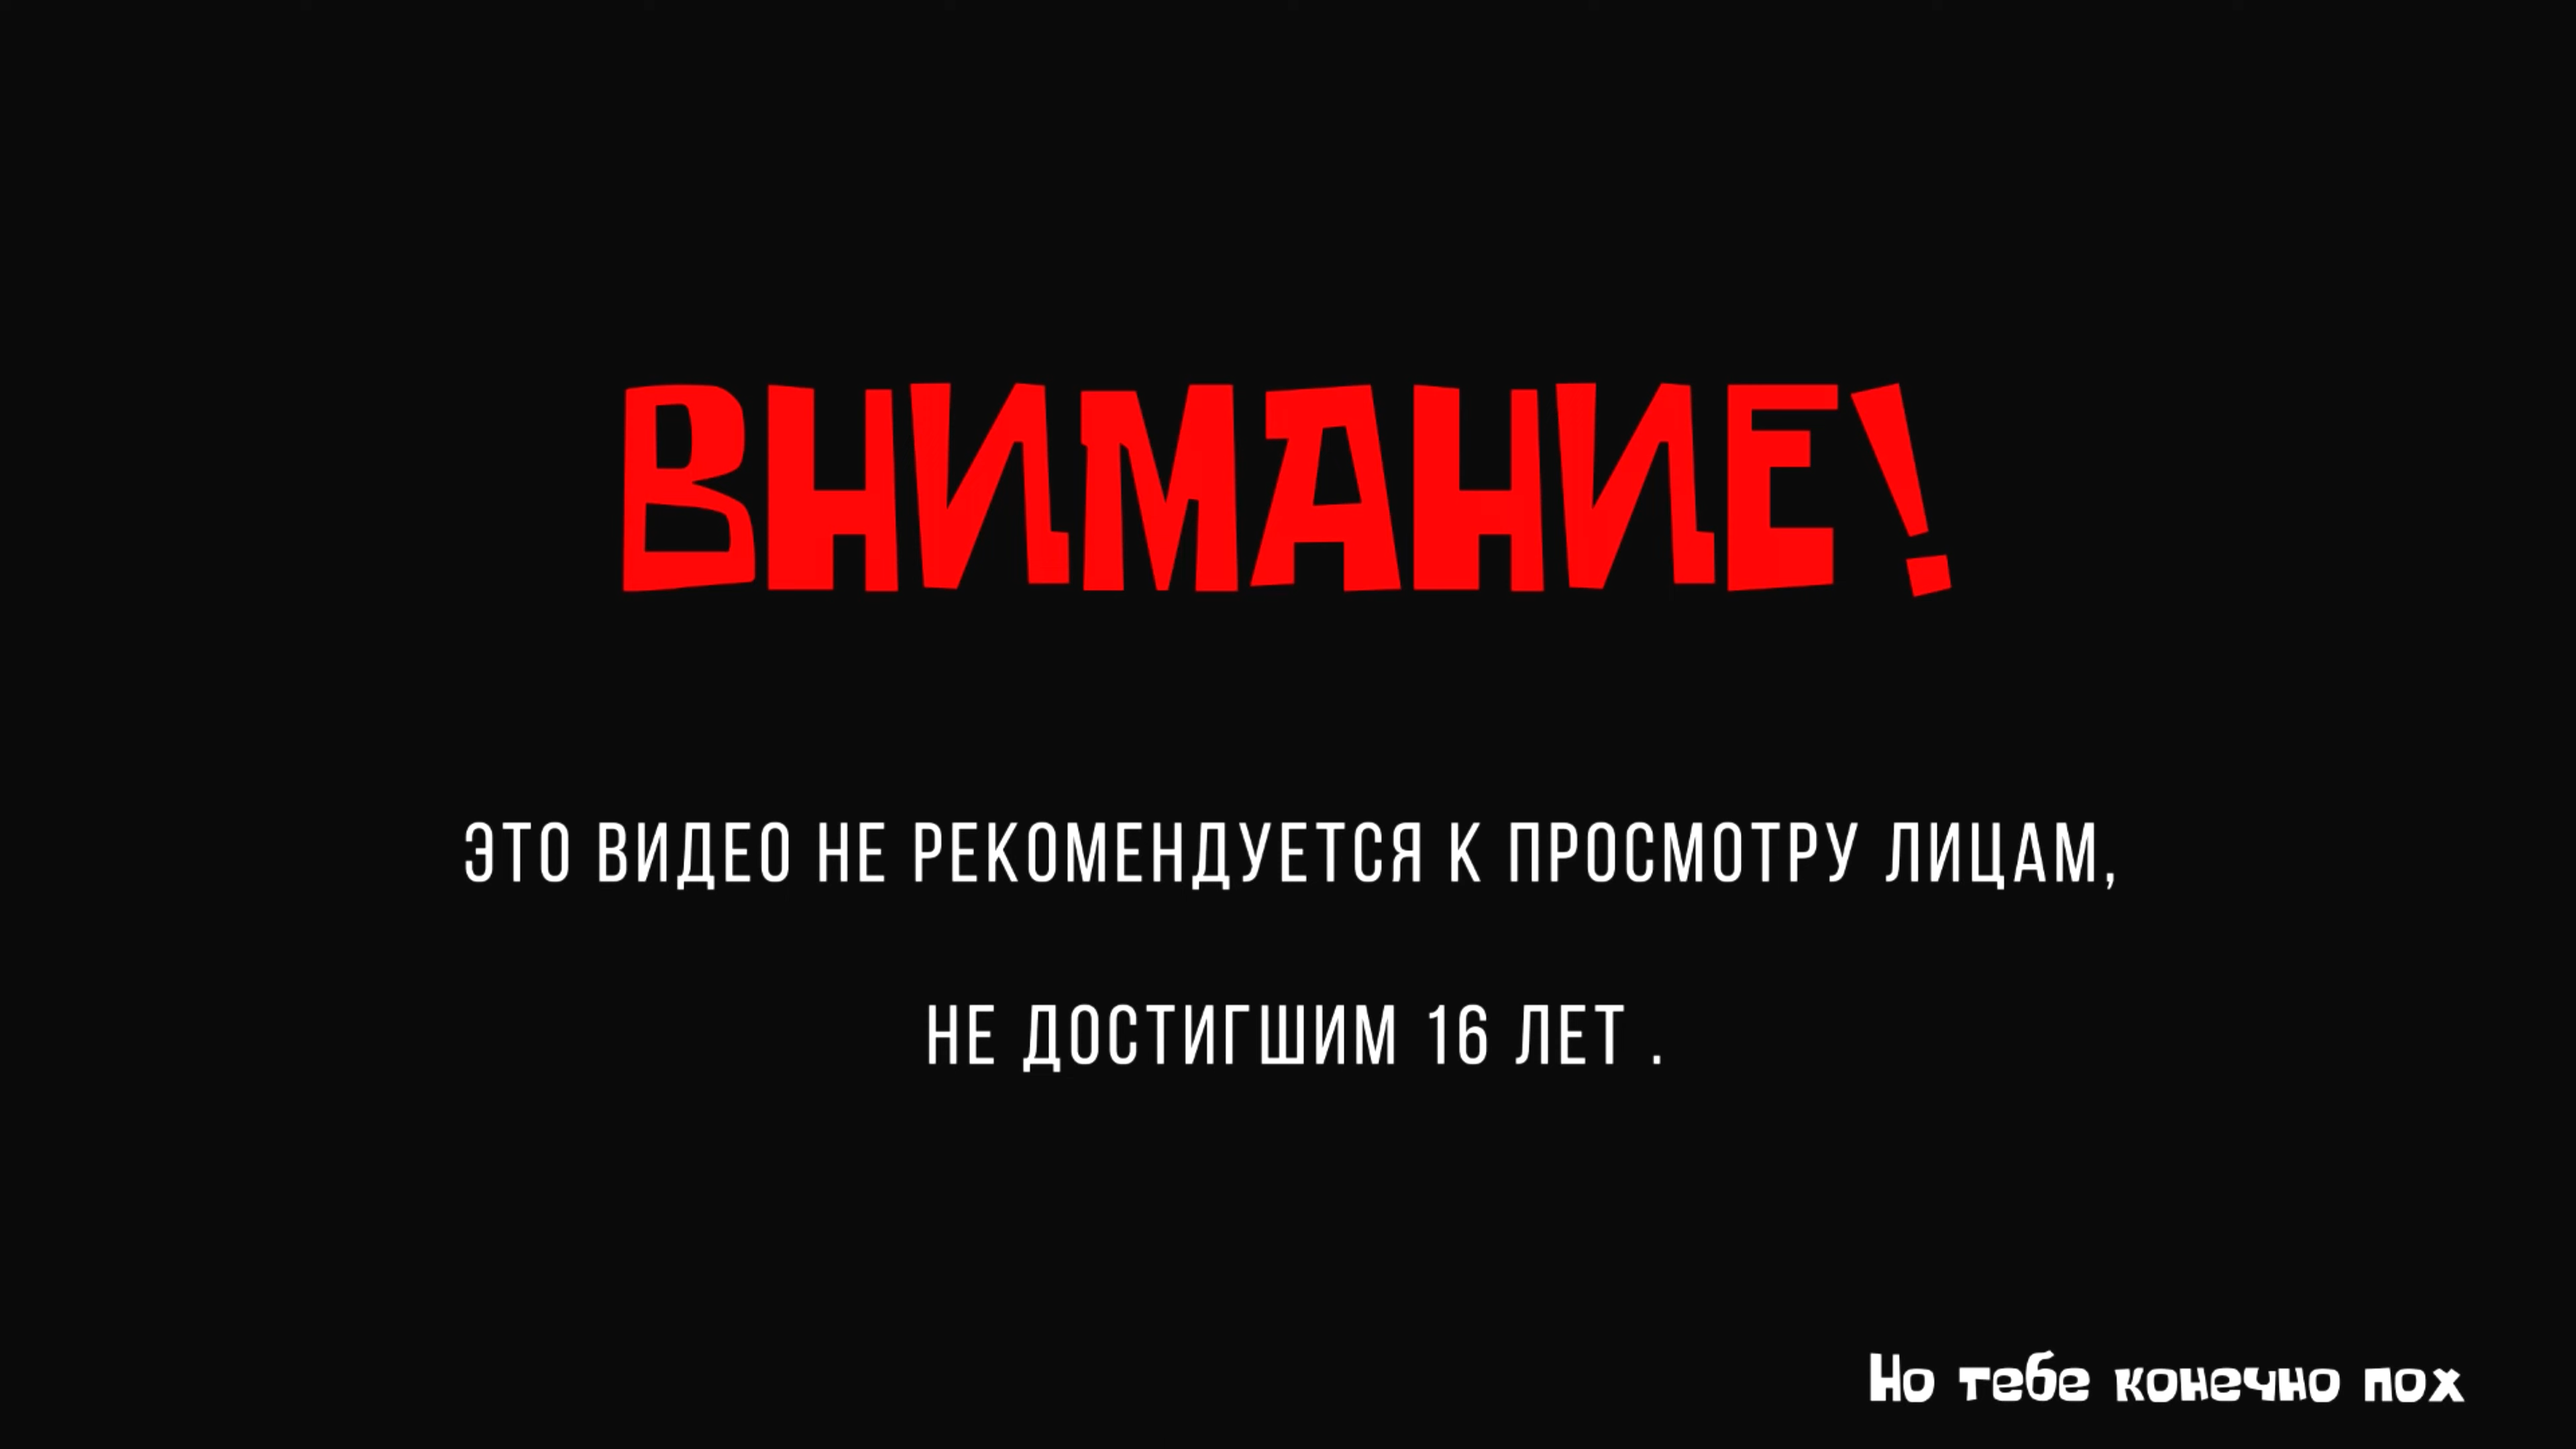 ВНИМАНИЕ!
ЭТО ВИДЕО НЕ РЕКОМЕНДУЕТСЯ К ПРОСМОТРУ ЛИЦАМ,
НЕ ДОСТИГШИМ 16 ЛЕТ .
Но тебе конечно пох